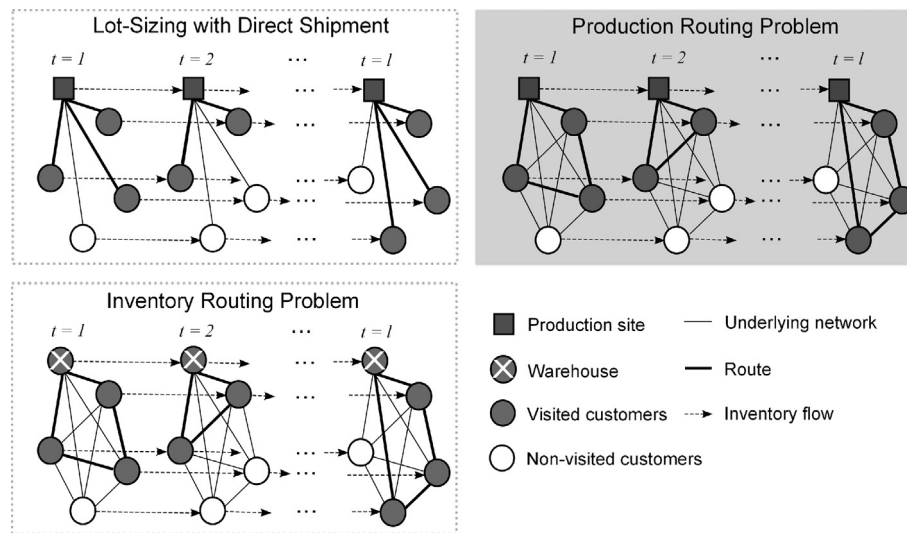 Lot-Sizing with Direct Shipment
t = 1 t = 2 ... t = l
... 
...
...
...
...
Production Routing Problem
t = 1 t = 2 ... t = l
...
...
...
...
...
Inventory Routing Problem
t = 1 t = 2 ... t = l
...
...
...
...
...
Production site
Warehouse
Visited customers
Non-visited customers
Underlying network
Route
Inventory flow